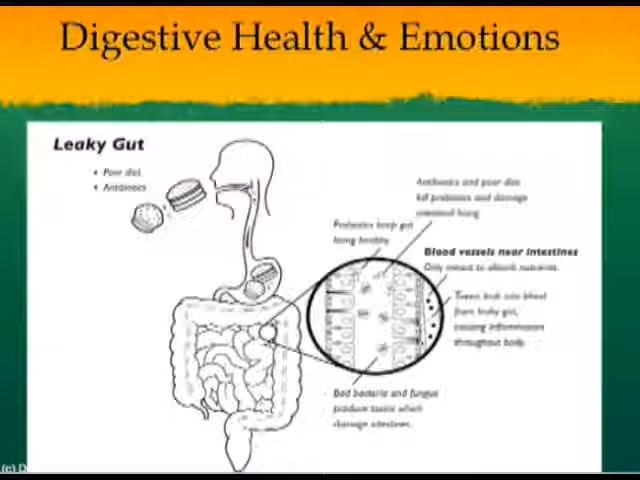 Digestive Health & Emotions
Leaky Gut
• Poor diet
• Antibiotics
Antibiotics and poor diet
kill probiotics and damage
intestinal lining
Probiotics keep gut
lining healthy
Blood vessels near intestines
Only meant to absorb nutrients.
Toxins leak into blood
from leaky gut,
causing inflammation
throughout body.
Bad bacteria and fungus
produce toxins which
damage intestines.
(c) D